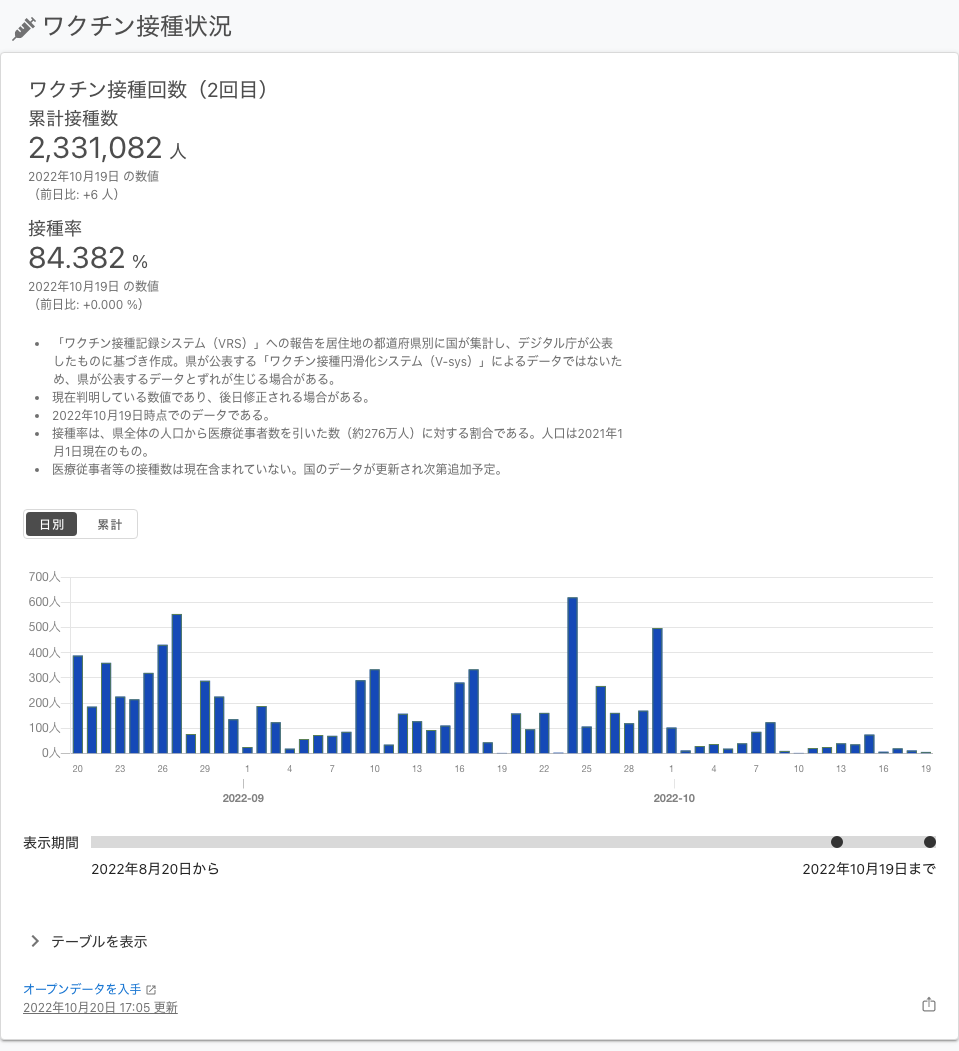 ワクチン接種状況
ワクチン接種回数（2回目）
累計接種数
2,331,082 人
2022年10月19日 の数値
（前日比: +6 人）
接種率
84.382 %
2022年10月19日 の数値
（前日比: +0.000 %）
• 「ワクチン接種記録システム（VRS）」への報告を居住地の都道府県別に国が集計し、デジタル庁が公表
したものに基づき作成。県が公表する「ワクチン接種円滑化システム（V-sys）」によるデータではないた
め、県が公表するデータとずれが生じる場合がある。
• 現在判明している数値であり、後日修正される場合がある。
• 2022年10月19日時点でのデータである。
• 接種率は、県全体の人口から医療従事者数を引いた数（約276万人）に対する割合である。人口は2021年1
月1日現在のもの。
• 医療従事者等の接種数は現在含まれていない。国のデータが更新され次第追加予定。
日別 累計
700人
600人
500人
400人
300人
200人
100人
0人
20 23 26 29 1 4 7 10 13 16 19 22 25 28 1 4 7 10 13 16 19
2022-09 2022-10
表示期間
2022年8月20日から 2022年10月19日まで
テーブルを表示
オープンデータを入手
2022年10月20日 17:05 更新